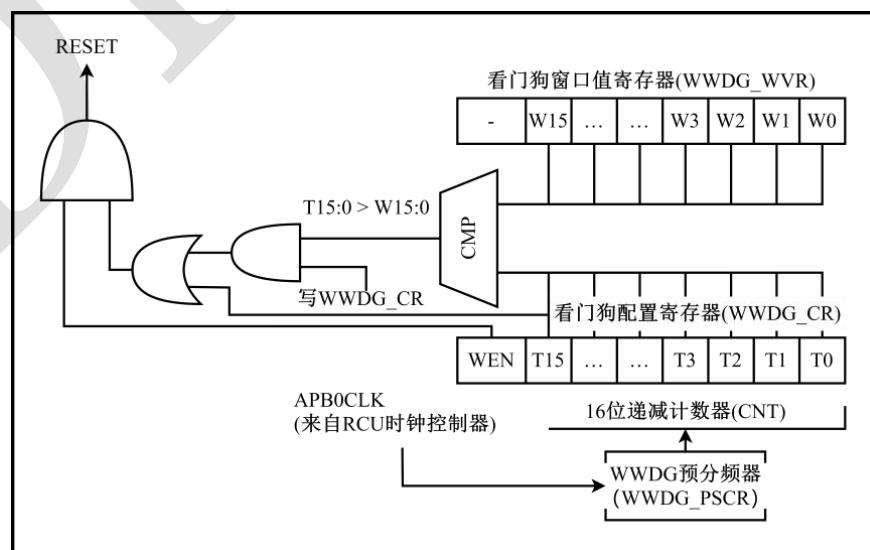 RESET
看门狗窗口值寄存器(WWDG_WVR)
- W15 ... ... W3 W2 W1 W0
T15:0 > W15:0
CMP
写WWDG_CR
看门狗配置寄存器(WWDG_CR)
WEN T15 ... ... T3 T2 T1 T0
APB0CLK
(来自RCU时钟控制器)
16位递减计数器(CNT)
WWDG预分频器
(WWDG_PSCR)